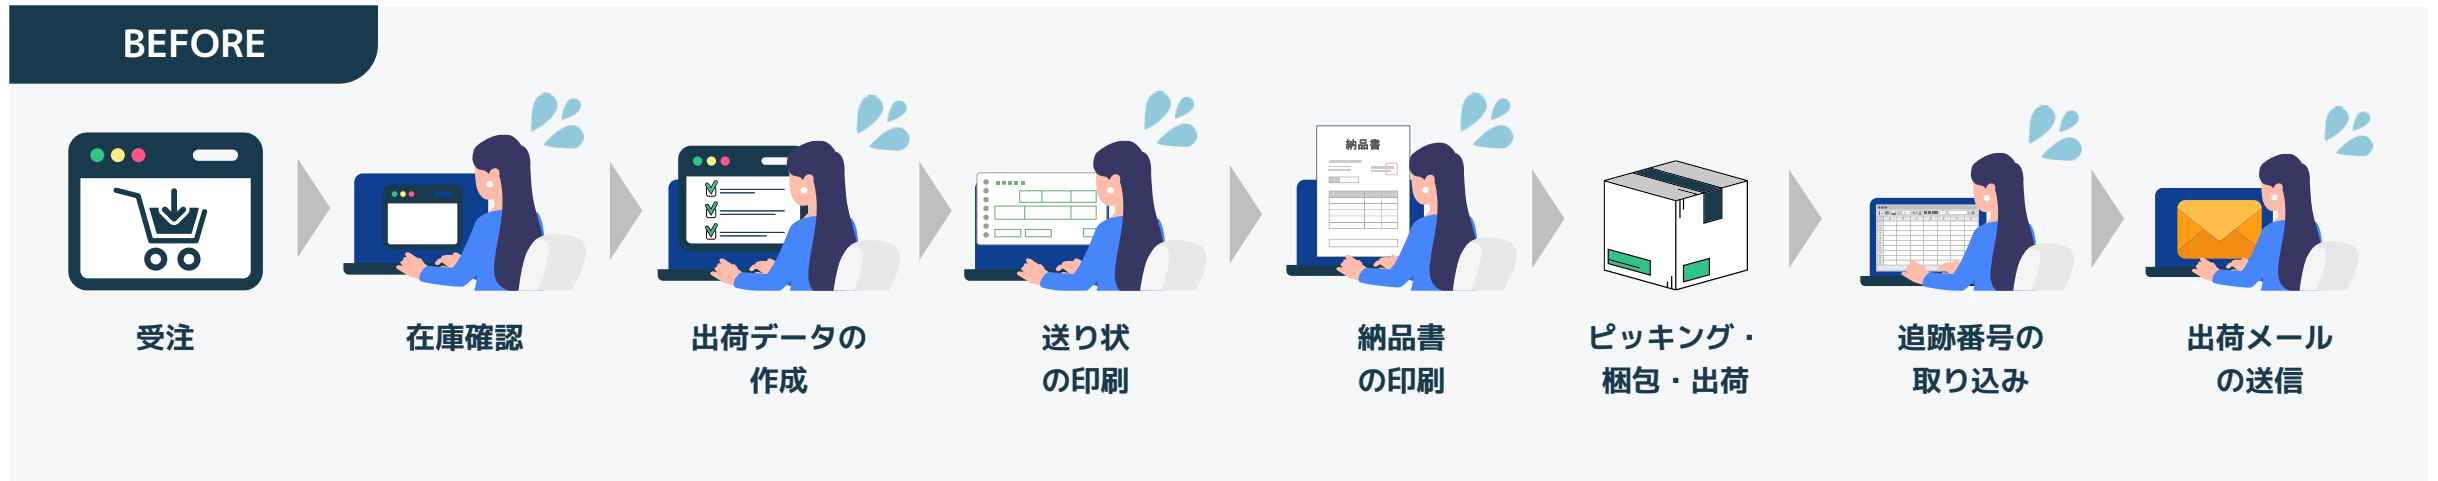 BEFORE
納品書
受注
在庫確認
出荷データの
作成
送り状
の印刷
納品書
の印刷
ピッキング・
梱包・出荷
追跡番号の
取り込み
出荷メール
の送信